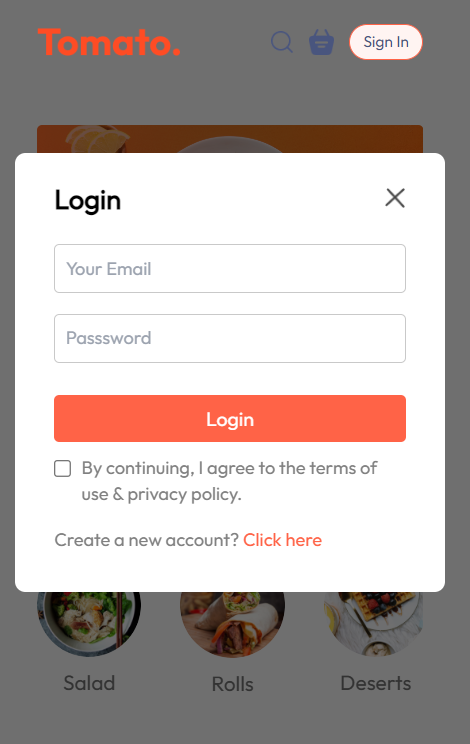 Tomato.
Sign In
Login
Your Email
Passsword
Login
By continuing, I agree to the terms of
use & privacy policy.
Create a new account? Click here
Salad
Rolls
Deserts